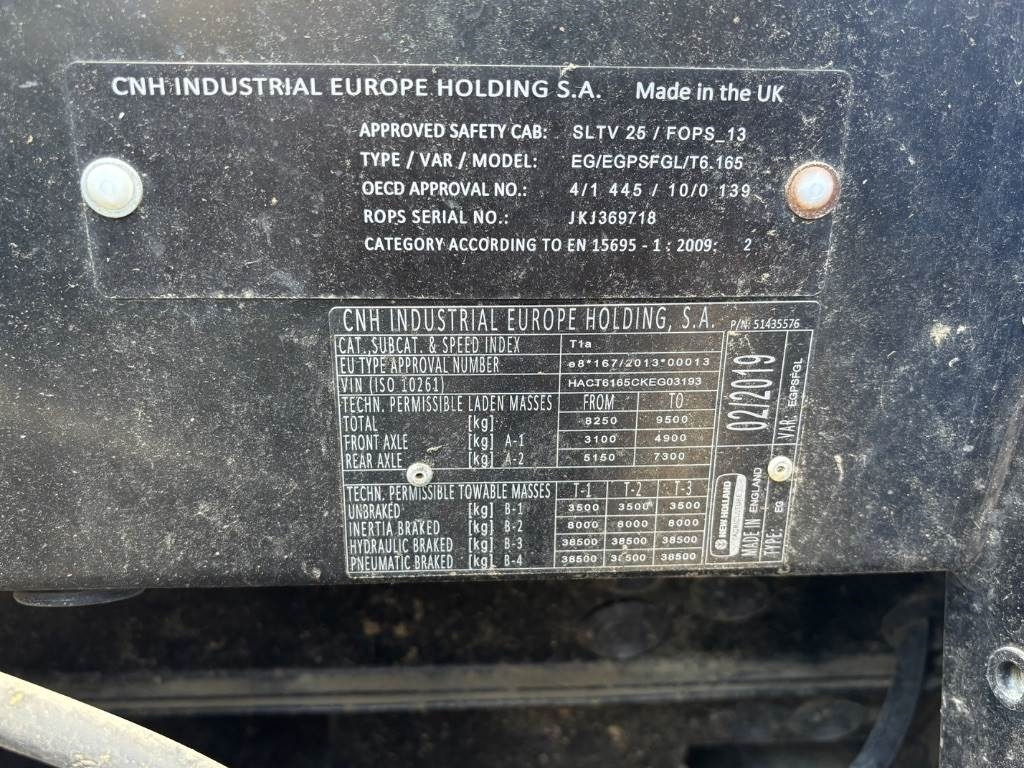 CNH INDUSTRIAL EUROPE HOLDING S.A. Made in the UK
APPROVED SAFETY CAB: SLTV 25 / FOPS_13
TYPE / VAR / MODEL: EG/EGPSFGL/T6.165
OECD APPROVAL NO.: 4/1 445 / 10/0 139
ROPS SERIAL NO.: JKJ369718
CATEGORY ACCORDING TO EN 15695 - 1 : 2009; 2
CNH INDUSTRIAL EUROPE HOLDING, S.A. P/N: 51435576
CAT.,SUBCAT. & SPEED INDEX T1a
EU TYPE APPROVAL NUMBER e8*167/2013*00013
VIN (ISO 10261) HACT6165CKEG03193
TECHN. PERMISSIBLE LADEN MASSES FROM TO
TOTAL [kg] 8250 9500
FRONT AXLE [kg] A-1 3100 4900
REAR AXLE [kg] A-2 5150 7300
TECHN. PERMISSIBLE TOWABLE MASSES T-1 T-2 T-3
UNBRAKED [kg] B-1 3500 3500 3500
INERTIA BRAKED [kg] B-2 8000 8000 8000
HYDRAULIC BRAKED [kg] B-3 38500 38500 38500
PNEUMATIC BRAKED [kg] B-4 38500 38500 38500
02/2019
VAR: EGPSFGL
NEW HOLLAND
AGRICULTURE
MADE IN ENGLAND
TYPE: EG